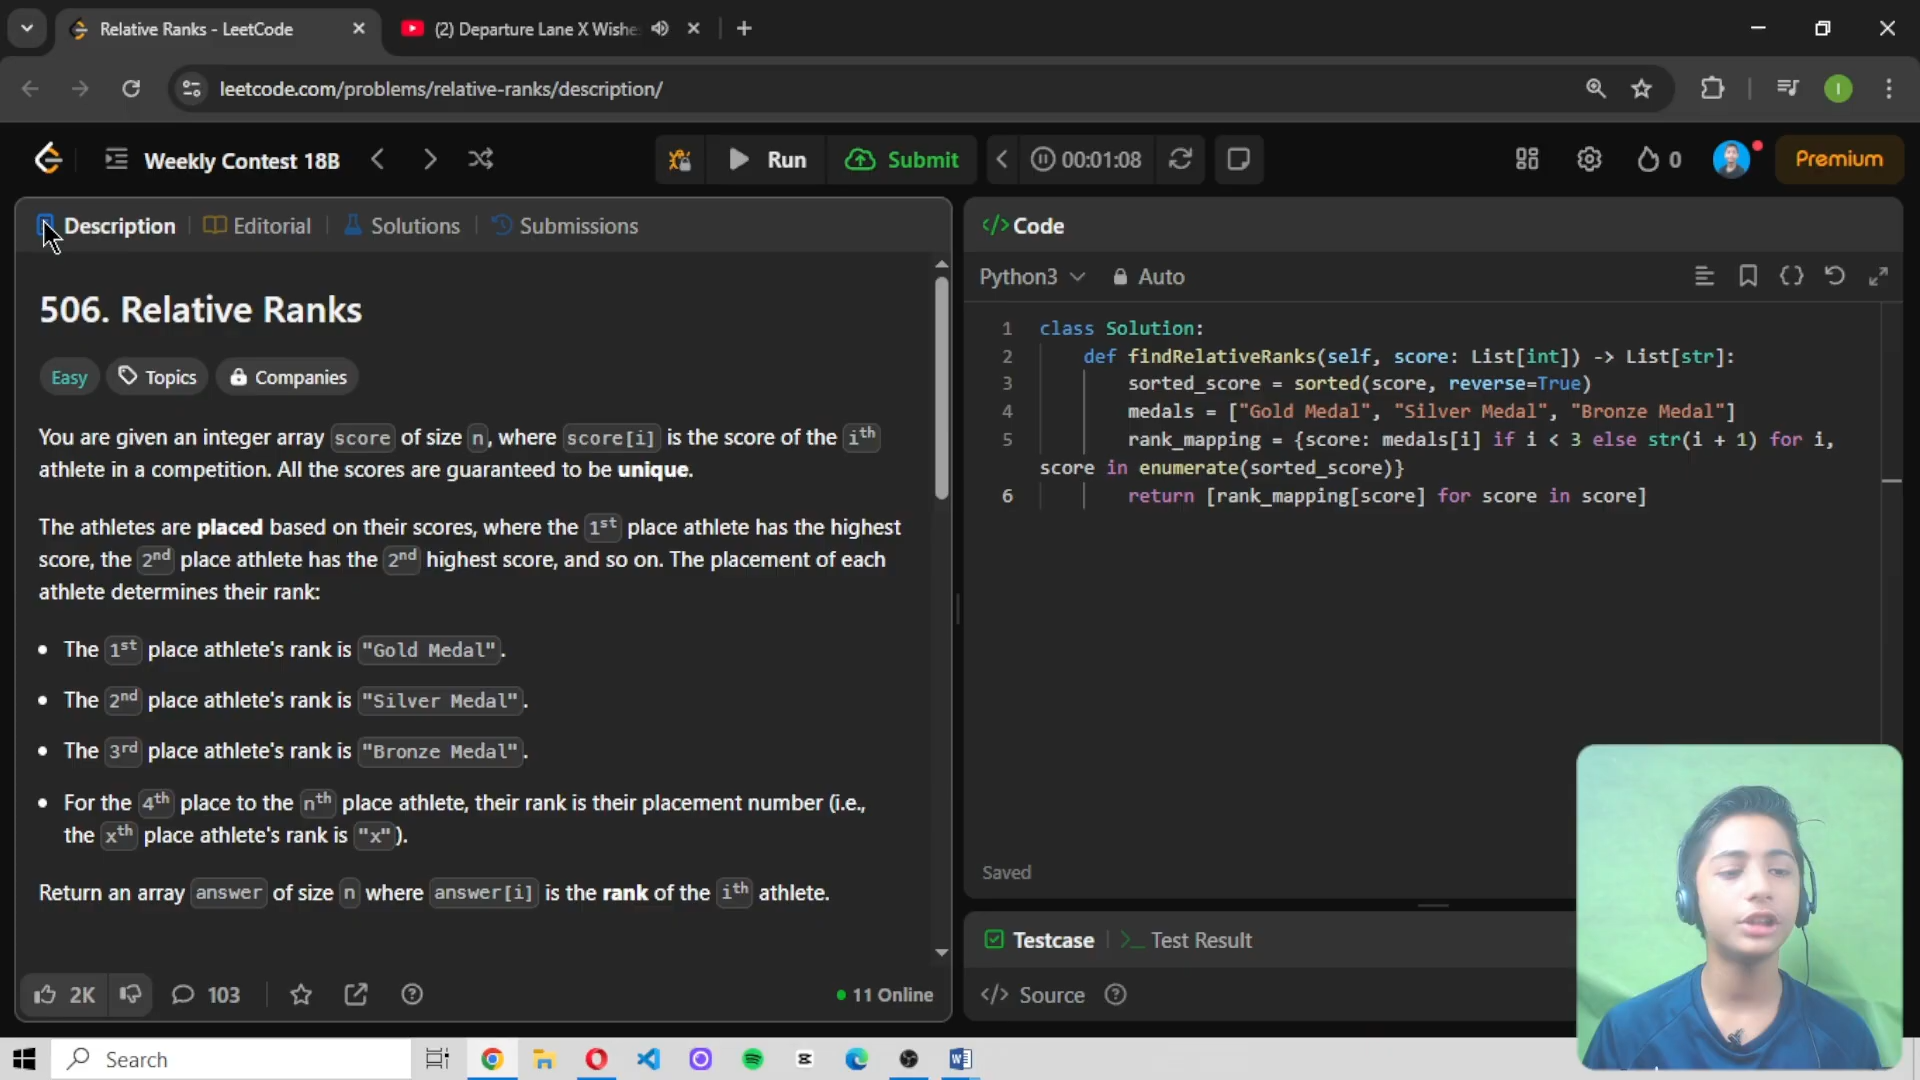 Relative Ranks - LeetCode
(2) Departure Lane X Wishe
leetcode.com/problems/relative-ranks/description/
I
Weekly Contest 18B
Run
Submit
00:01:08
0
Premium
Description
Editorial
Solutions
Submissions
506. Relative Ranks
Easy
Topics
Companies
You are given an integer array score of size n, where score[i] is the score of the ith
athlete in a competition. All the scores are guaranteed to be unique.
The athletes are placed based on their scores, where the 1st place athlete has the highest
score, the 2nd place athlete has the 2nd highest score, and so on. The placement of each
athlete determines their rank:
• The 1st place athlete's rank is "Gold Medal".
• The 2nd place athlete's rank is "Silver Medal".
• The 3rd place athlete's rank is "Bronze Medal".
• For the 4th place to the nth place athlete, their rank is their placement number (i.e.,
the xth place athlete's rank is "x").
Return an array answer of size n where answer[i] is the rank of the ith athlete.
2K
103
11 Online
</> Code
Python3
Auto
1 class Solution:
2 def findRelativeRanks(self, score: List[int]) -> List[str]:
3 sorted_score = sorted(score, reverse=True)
4 medals = ["Gold Medal", "Silver Medal", "Bronze Medal"]
5 rank_mapping = {score: medals[i] if i < 3 else str(i + 1) for i,
score in enumerate(sorted_score)}
6 return [rank_mapping[score] for score in score]
Saved
Testcase
>_ Test Result
</> Source
Search